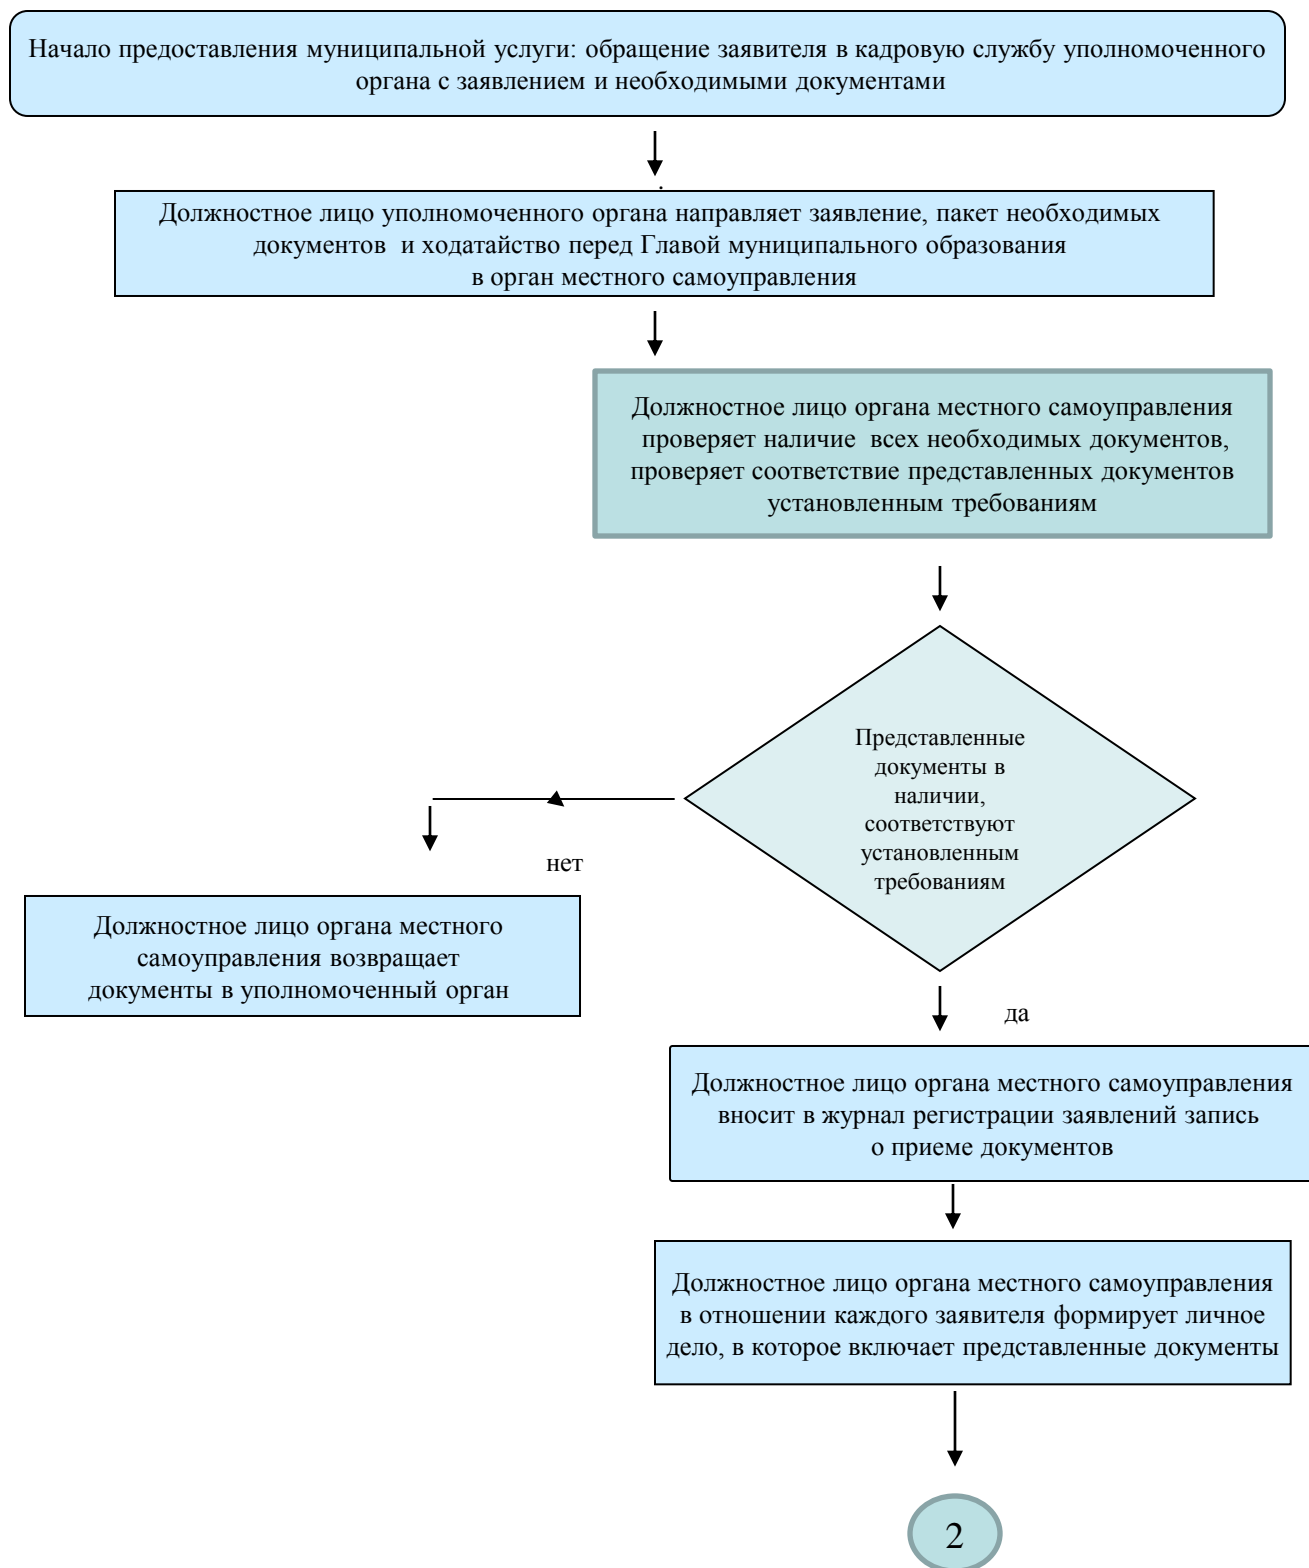 Начало предоставления муниципальной услуги: обращение заявителя в кадровую службу уполномоченного
органа с заявлением и необходимыми документами
.
Должностное лицо уполномоченного органа направляет заявление, пакет необходимых
документов и ходатайство перед Главой муниципального образования
в орган местного самоуправления
Должностное лицо органа местного самоуправления
проверяет наличие всех необходимых документов,
проверяет соответствие представленных документов
установленным требованиям
Представленные
документы в
наличии,
соответствуют
установленным
требованиям
нет
Должностное лицо органа местного
самоуправления возвращает
документы в уполномоченный орган
да
Должностное лицо органа местного самоуправления
вносит в журнал регистрации заявлений запись
о приеме документов
Должностное лицо органа местного самоуправления
в отношении каждого заявителя формирует личное
дело, в которое включает представленные документы
2